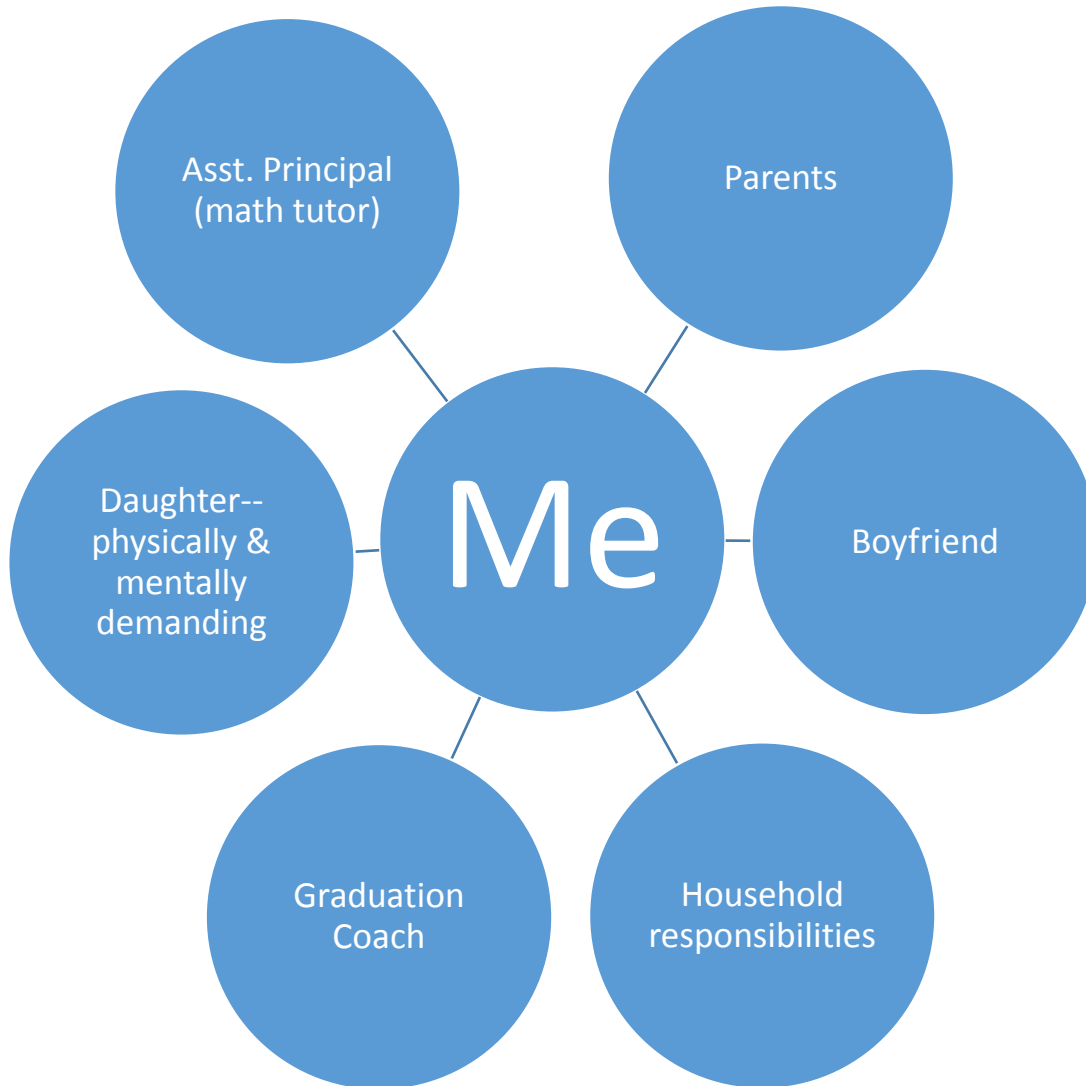 Asst. Principal
(math tutor)
Parents
Daughter--
physically &
mentally
demanding
Me
Boyfriend
Graduation
Coach
Household
responsibilities